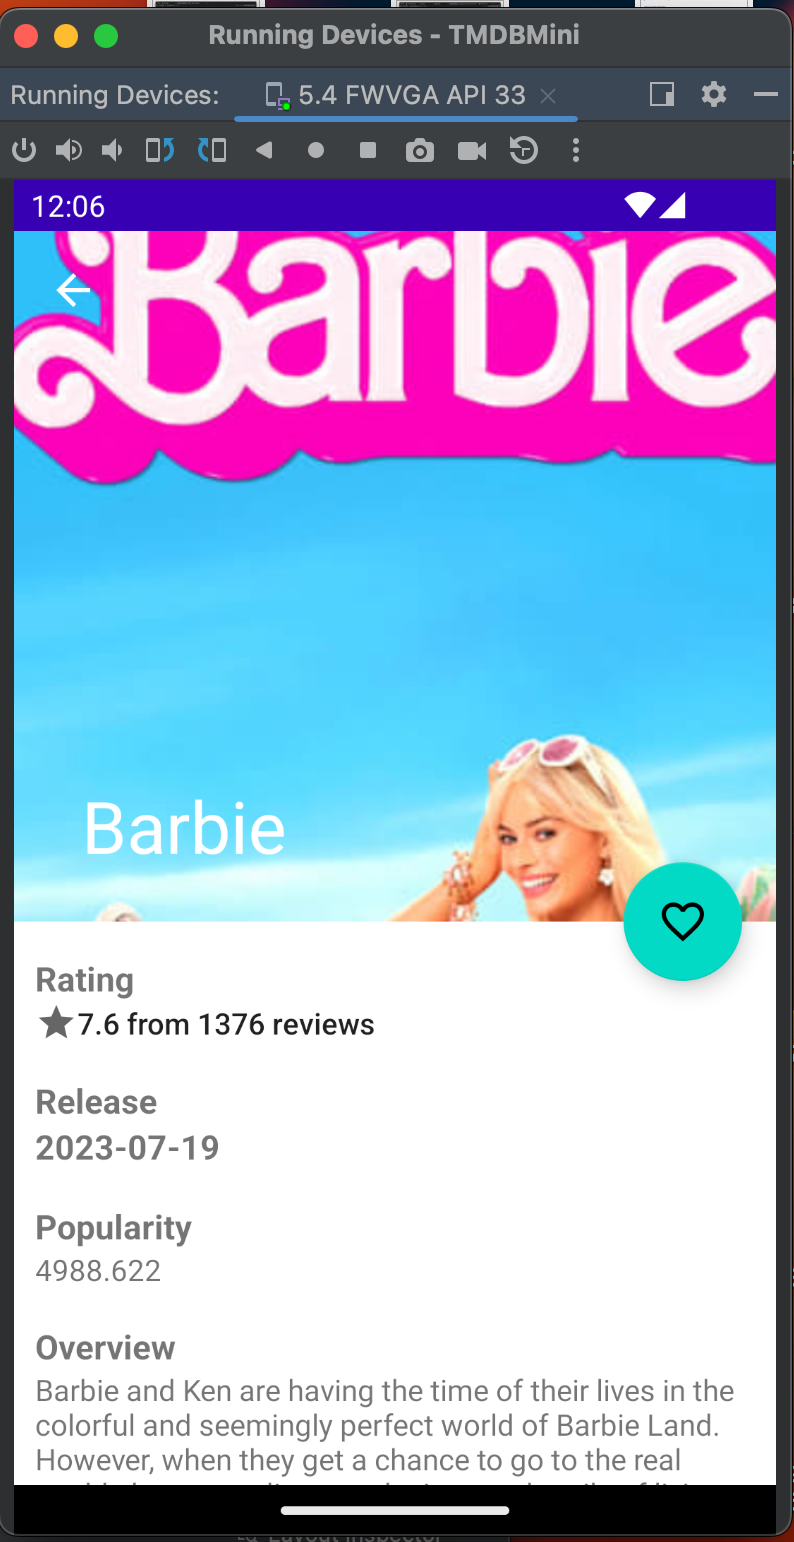 Running Devices - TMDBMini
Running Devices: 5.4 FWVGA API 33
12:06
Barbie
Barbie
Rating
7.6 from 1376 reviews
Release
2023-07-19
Popularity
4988.622
Overview
Barbie and Ken are having the time of their lives in the
colorful and seemingly perfect world of Barbie Land.
However, when they get a chance to go to the real
Layout Inspector